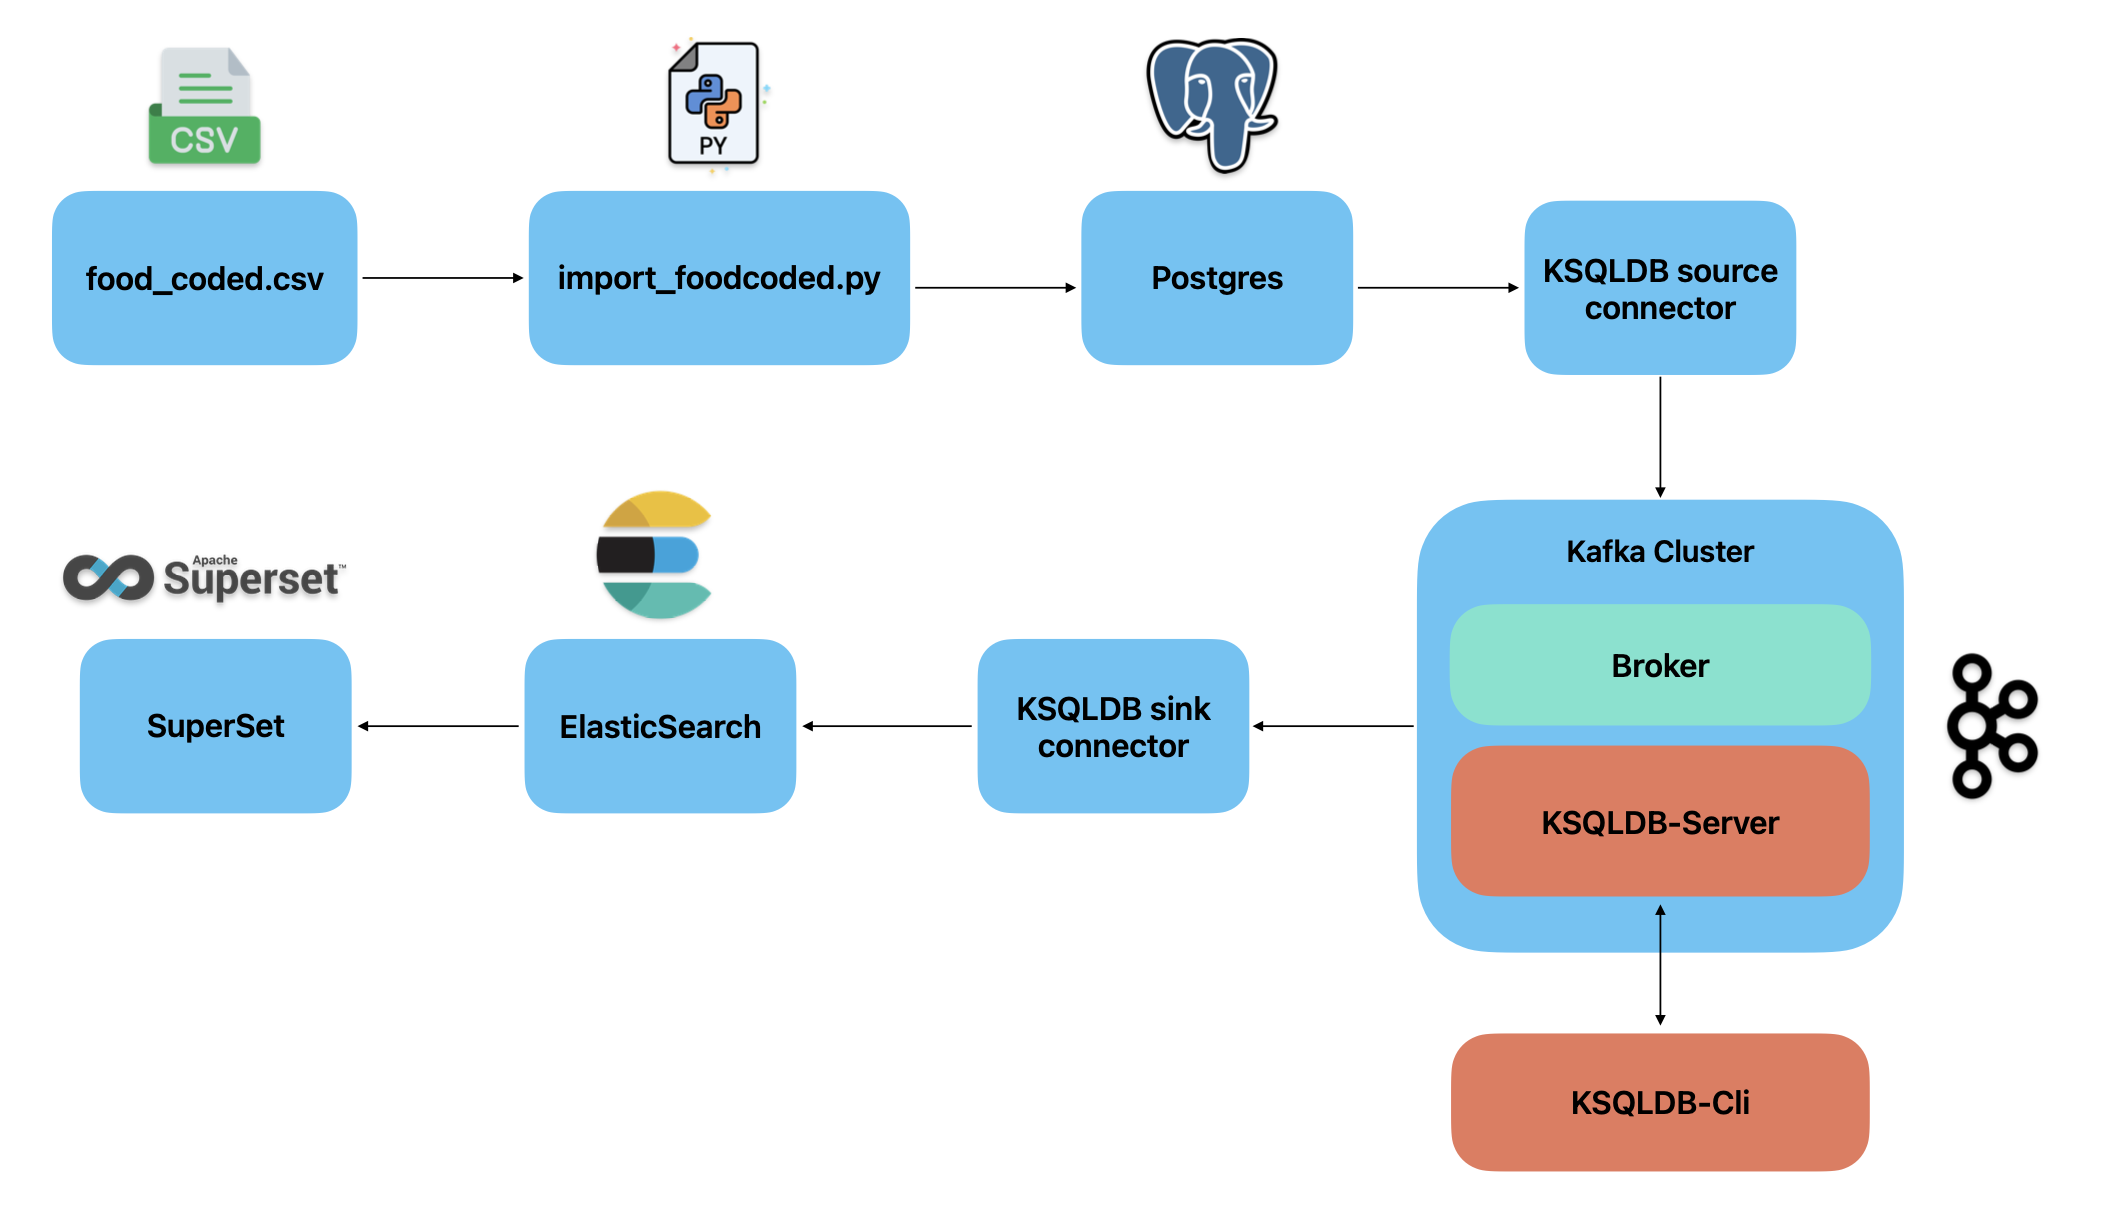 CSV
PY
food_coded.csv
import_foodcoded.py
Postgres
KSQLDB source
connector
Kafka Cluster
Broker
KSQLDB-Server
KSQLDB-Cli
KSQLDB sink
connector
ElasticSearch
Apache
Superset™
SuperSet